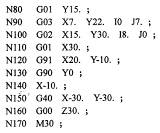 N80 G01 Y15. ;
N90 G03 X7. Y22. I0 J7. ;
N100 G02 X15. Y30. I8. J0 ;
N110 G01 X30. ;
N120 G91 X20. Y-10. ;
N130 G90 Y0 ;
N140 X-10. ;
N150 G40 X-30. Y-30. ;
N160 G00 Z30. ;
N170 M30 ;